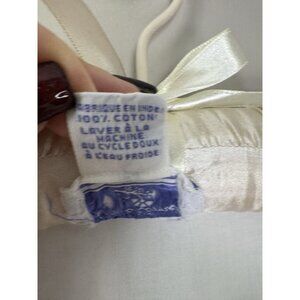 FABRIQUE EN INDE
100% COTON
LAVER À LA
MACHINE
AU CYCLE DOUX
À L'EAU FROIDE